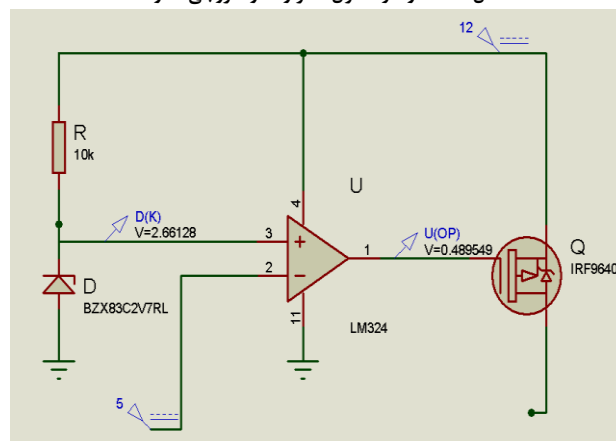 12
R
10k
4
U
D(K)
V=2.66128
3
U(OP)
V=0.489549
1
2
Q
IRF9640
D
BZX83C2V7RL
11
LM324
5